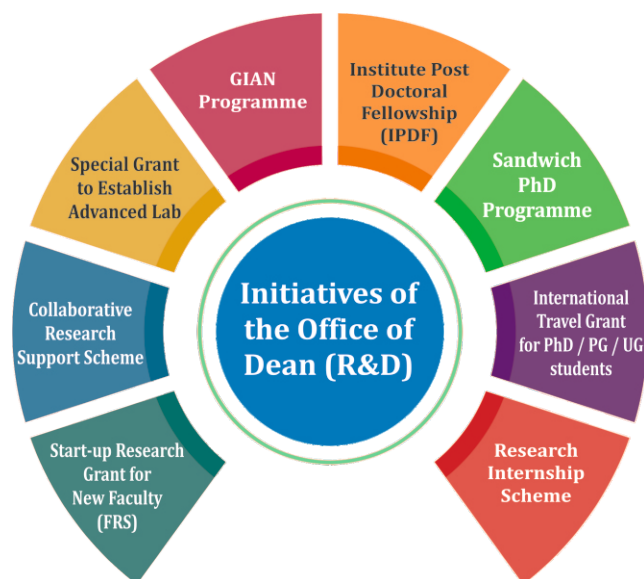 GIAN
Programme
Institute Post
Doctoral
Fellowship
(IPDF)
Special Grant
to Establish
Advanced Lab
Sandwich
PhD
Programme
Collaborative
Research
Support Scheme
Initiatives of
the Office of
Dean (R&D)
International
Travel Grant
for PhD / PG / UG
students
Start-up Research
Grant for
New Faculty
(FRS)
Research
Internship
Scheme